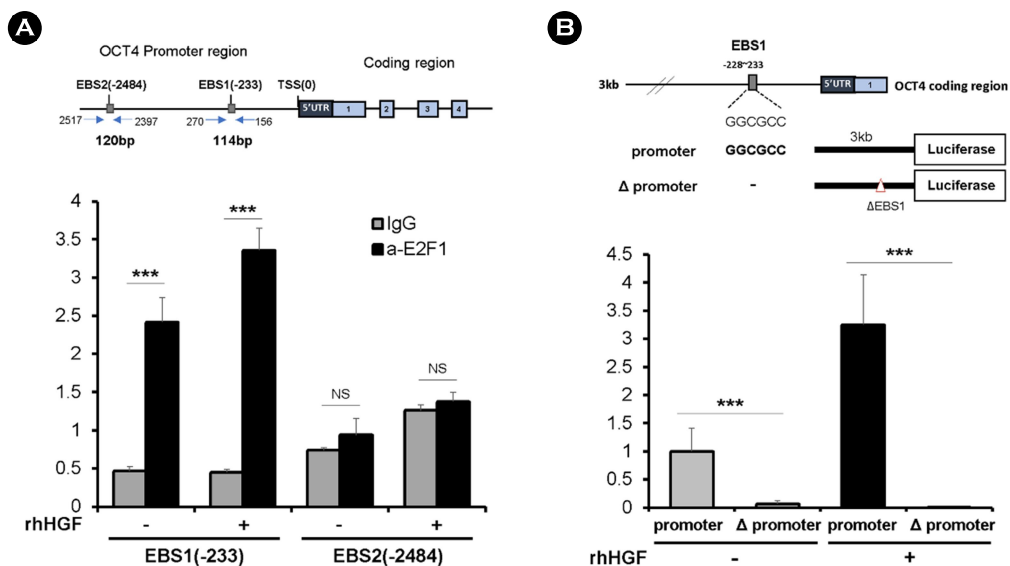 A
OCT4 Promoter region
Coding region
EBS2(-2484)
EBS1(-233)
TSS(0)
5'UTR
1
2
3
4
2517
2397
270
156
120bp
114bp
4
3.5
3
2.5
2
1.5
1
0.5
0
***
***
NS
NS
IgG
a-E2F1
rhHGF
-
+
-
+
EBS1(-233)
EBS2(-2484)
B
EBS1
-228~233
3kb
5'UTR
1
OCT4 coding region
GGCGCC
promoter
GGCGCC
3kb
Luciferase
Δ promoter
-
Luciferase
ΔEBS1
4.5
4
3.5
3
2.5
2
1.5
1
0.5
0
***
***
promoter
Δ promoter
promoter
Δ promoter
rhHGF
-
+